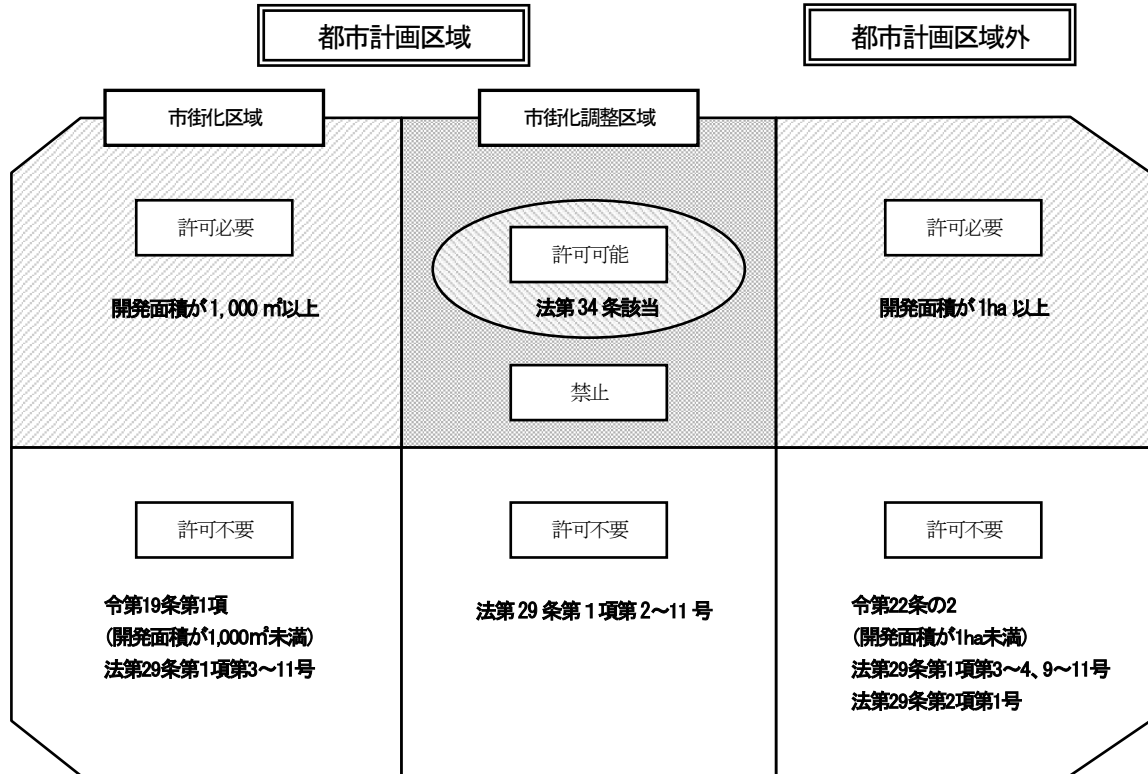 都市計画区域
都市計画区域外
市街化区域
市街化調整区域
許可必要
開発面積が1,000㎡以上
許可可能
法第34条該当
禁止
許可必要
開発面積が1ha以上
許可不要
令第19条第1項
(開発面積が1,000㎡未満)
法第29条第1項第3～11号
許可不要
法第29条第1項第2～11号
許可不要
令第22条の2
(開発面積が1ha未満)
法第29条第1項第3～4、9～11号
法第29条第2項第1号